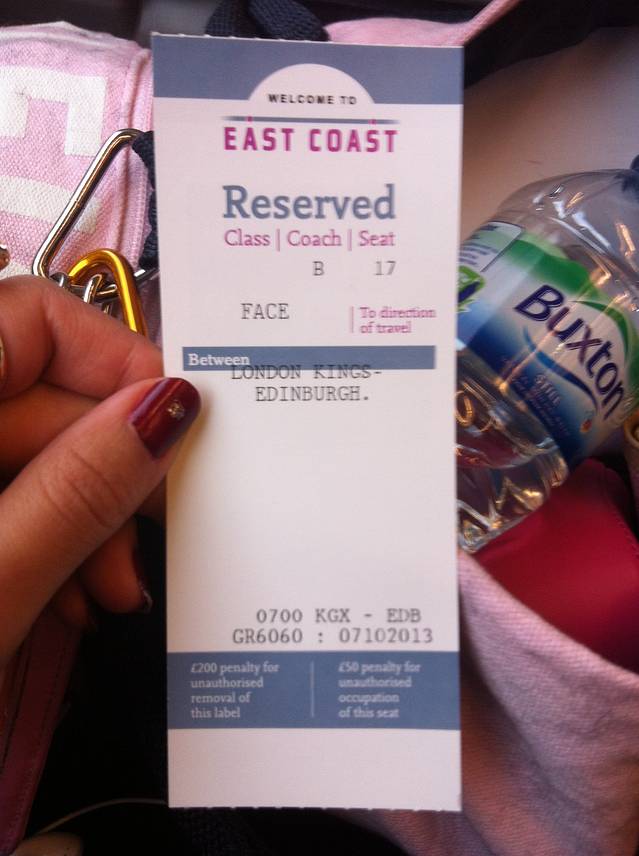 WELCOME TO
EAST COAST
Reserved
Class | Coach | Seat
B 17
FACE
To direction
of travel
Between
LONDON KINGS-
EDINBURGH.
0700 KGX - EDB
GR6060 : 07102013
£200 penalty for
unauthorised
removal of
this label
£50 penalty for
unauthorised
occupation
of this seat
Buxton
STILL